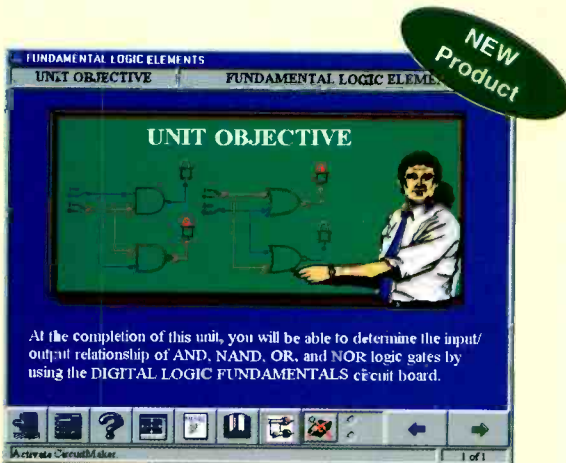 NEW
Product
FUNDAMENTAL LOGIC ELEMENTS
UNIT OBJECTIVE FUNDAMENTAL LOGIC ELEME
UNIT OBJECTIVE
At the completion of this unit, you will be able to determine the input/
output relationship of AND, NAND, OR, and NOR logic gates by
using the DIGITAL LOGIC FUNDAMENTALS circuit board.
Activate CircuitMaker
1 of 1